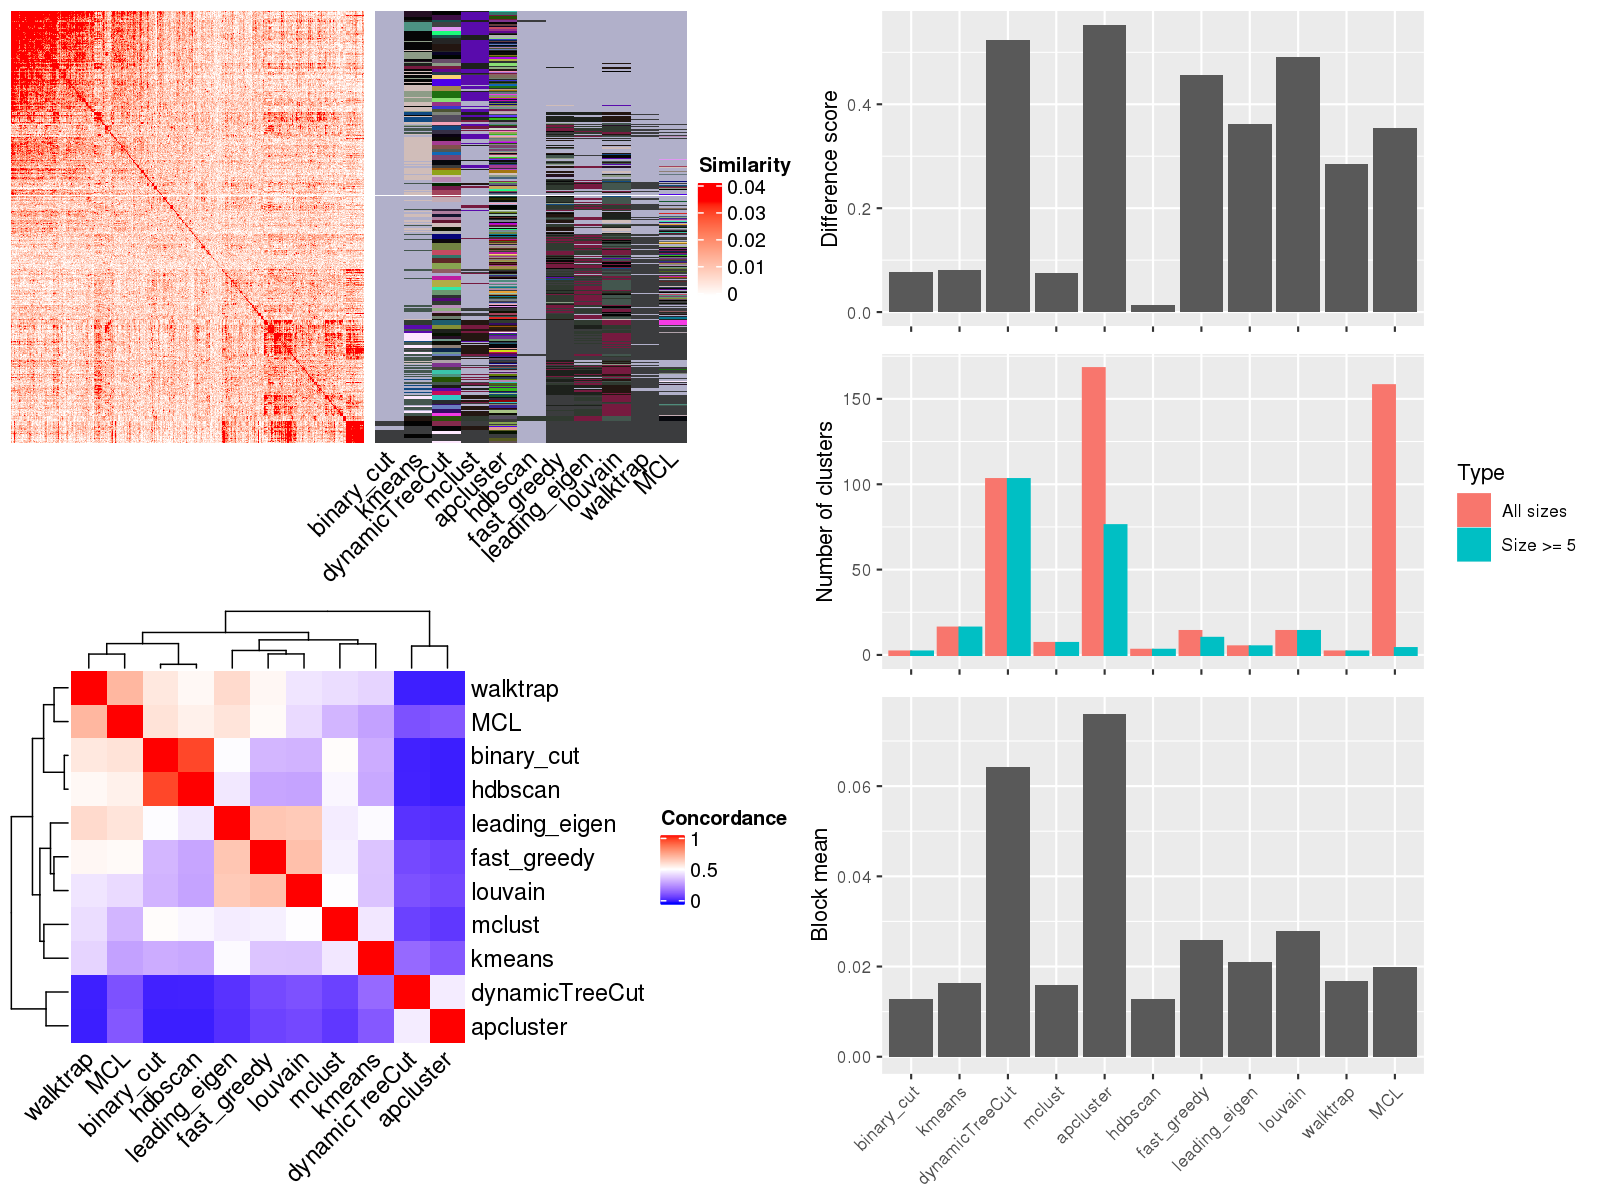 Similarity
0.04
0.03
0.02
0.01
0
binary_cut
kmeans
dynamicTreeCut
mclust
apcluster
hdbscan
fast_greedy
leading_eigen
louvain
walktrap
MCL
walktrap
MCL
binary_cut
hdbscan
leading_eigen
fast_greedy
louvain
mclust
kmeans
dynamicTreeCut
apcluster
Concordance
1
0.5
0
walktrap
MCL
binary_cut
hdbscan
leading_eigen
fast_greedy
louvain
mclust
kmeans
dynamicTreeCut
apcluster
Difference score
0.4
0.2
0.0
Number of clusters
150
100
50
0
Type
All sizes
Size >= 5
Block mean
0.06
0.04
0.02
0.00
binary_cut
kmeans
dynamicTreeCut
mclust
apcluster
hdbscan
fast_greedy
leading_eigen
louvain
walktrap
MCL